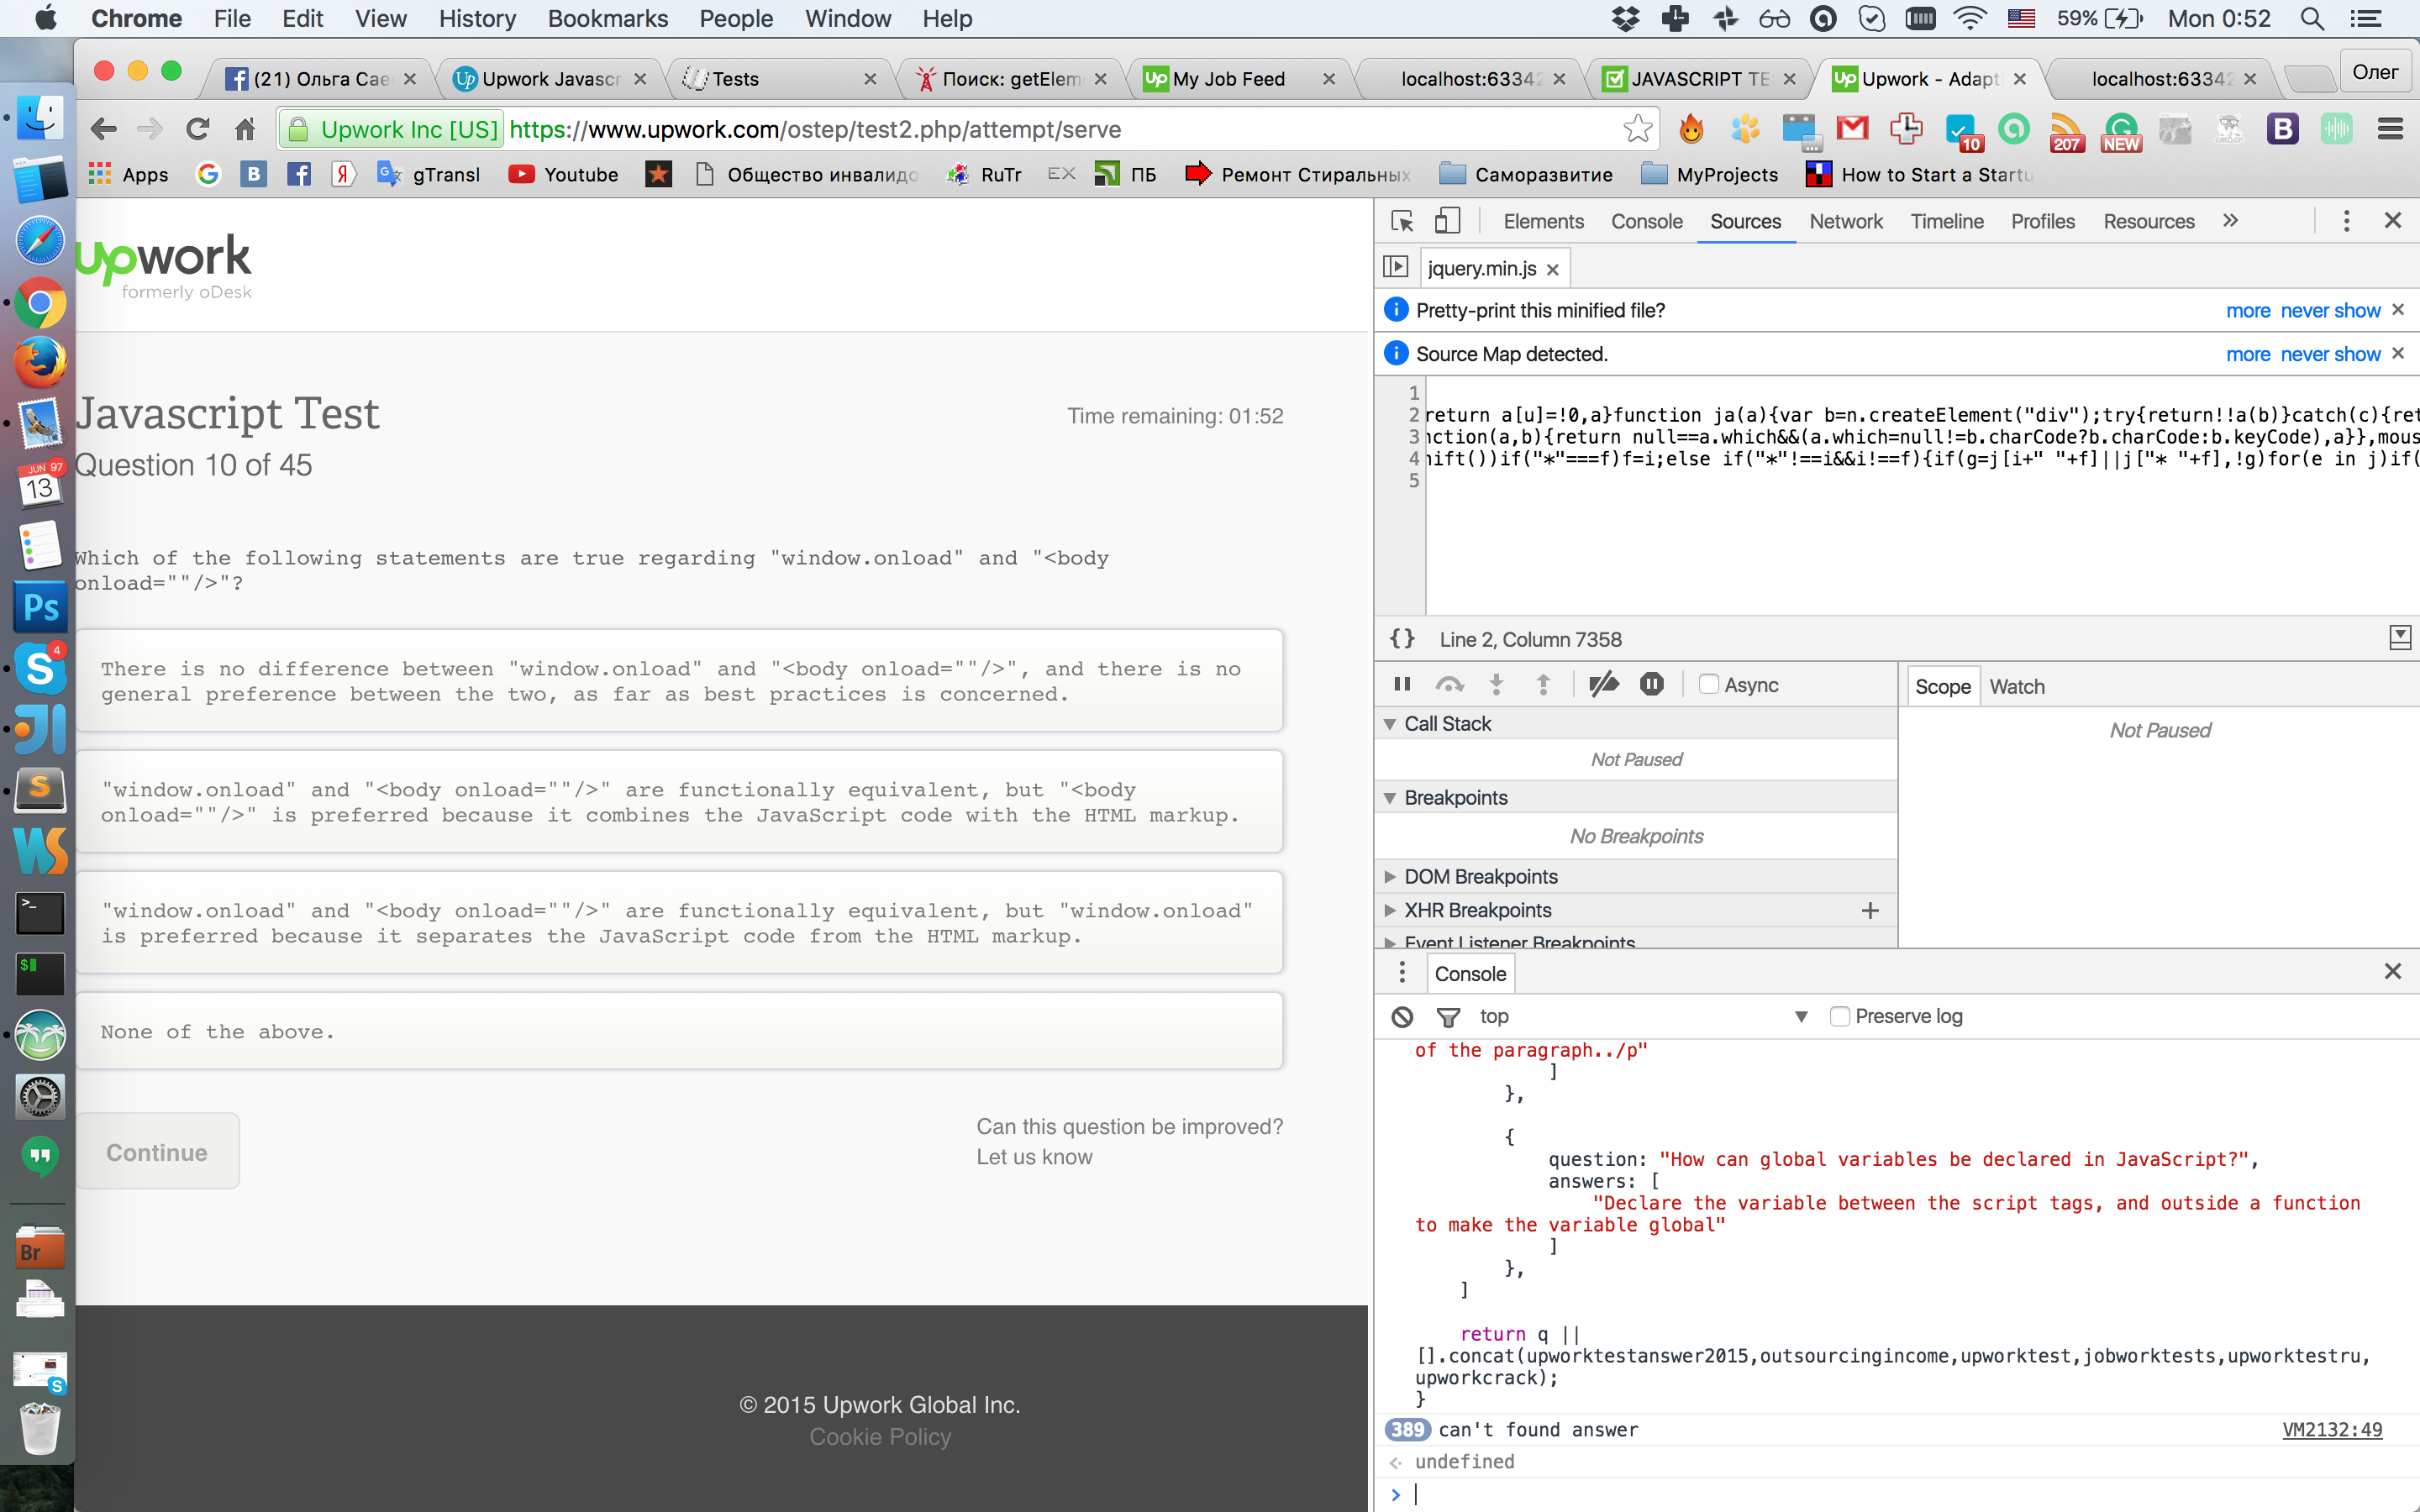 Chrome File Edit View History Bookmarks People Window Help
59% Mon 0:52
(21) Ольга Сае
Upwork Javascr
Tests
Поиск: getElem
My Job Feed
localhost:63342
JAVASCRIPT TE
Upwork - Adapt
localhost:63342
Олег
Upwork Inc [US] https://www.upwork.com/ostep/test2.php/attempt/serve
10 207 NEW B
Apps gTransl Youtube Общество инвалидо RuTr EX ПБ Ремонт Стиральных Саморазвитие MyProjects How to Start a Startu
upwork
formerly oDesk
Javascript Test
Time remaining: 01:52
Question 10 of 45
Which of the following statements are true regarding "window.onload" and "<body
onload=""/>"?
There is no difference between "window.onload" and "<body onload=""/>", and there is no
general preference between the two, as far as best practices is concerned.
"window.onload" and "<body onload=""/>" are functionally equivalent, but "<body
onload=""/>" is preferred because it combines the JavaScript code with the HTML markup.
"window.onload" and "<body onload=""/>" are functionally equivalent, but "window.onload"
is preferred because it separates the JavaScript code from the HTML markup.
None of the above.
Continue
Can this question be improved?
Let us know
© 2015 Upwork Global Inc.
Cookie Policy
Elements Console Sources Network Timeline Profiles Resources »
jquery.min.js
Pretty-print this minified file? more never show
Source Map detected. more never show
1
2 return a[u]=!0,a}function ja(a){var b=n.createElement("div");try{return!!a(b)}catch(c){ret
3 nction(a,b){return null==a.which&&(a.which=null!=b.charCode?b.charCode:b.keyCode),a}},mous
4 hift())if("*"===f)f=i;else if("*"!==i&&i!==f){if(g=j[i+" "+f]||j["* "+f],!g)for(e in j)if(
5
{} Line 2, Column 7358
Async
Scope Watch
Call Stack
Not Paused
Not Paused
Breakpoints
No Breakpoints
DOM Breakpoints
XHR Breakpoints +
Event Listener Breakpoints
Console
top Preserve log
of the paragraph../p"
]
},
{
question: "How can global variables be declared in JavaScript?",
answers: [
"Declare the variable between the script tags, and outside a function
to make the variable global"
]
},
]
return q ||
[].concat(upworktestanswer2015,outsourcingincome,upworktest,jobworktests,upworktestru,
upworkcrack);
}
389 can't found answer VM2132:49
undefined
>
JUN 97
13
Ps
4
S
JI
S
WS
>_
$
Br
S